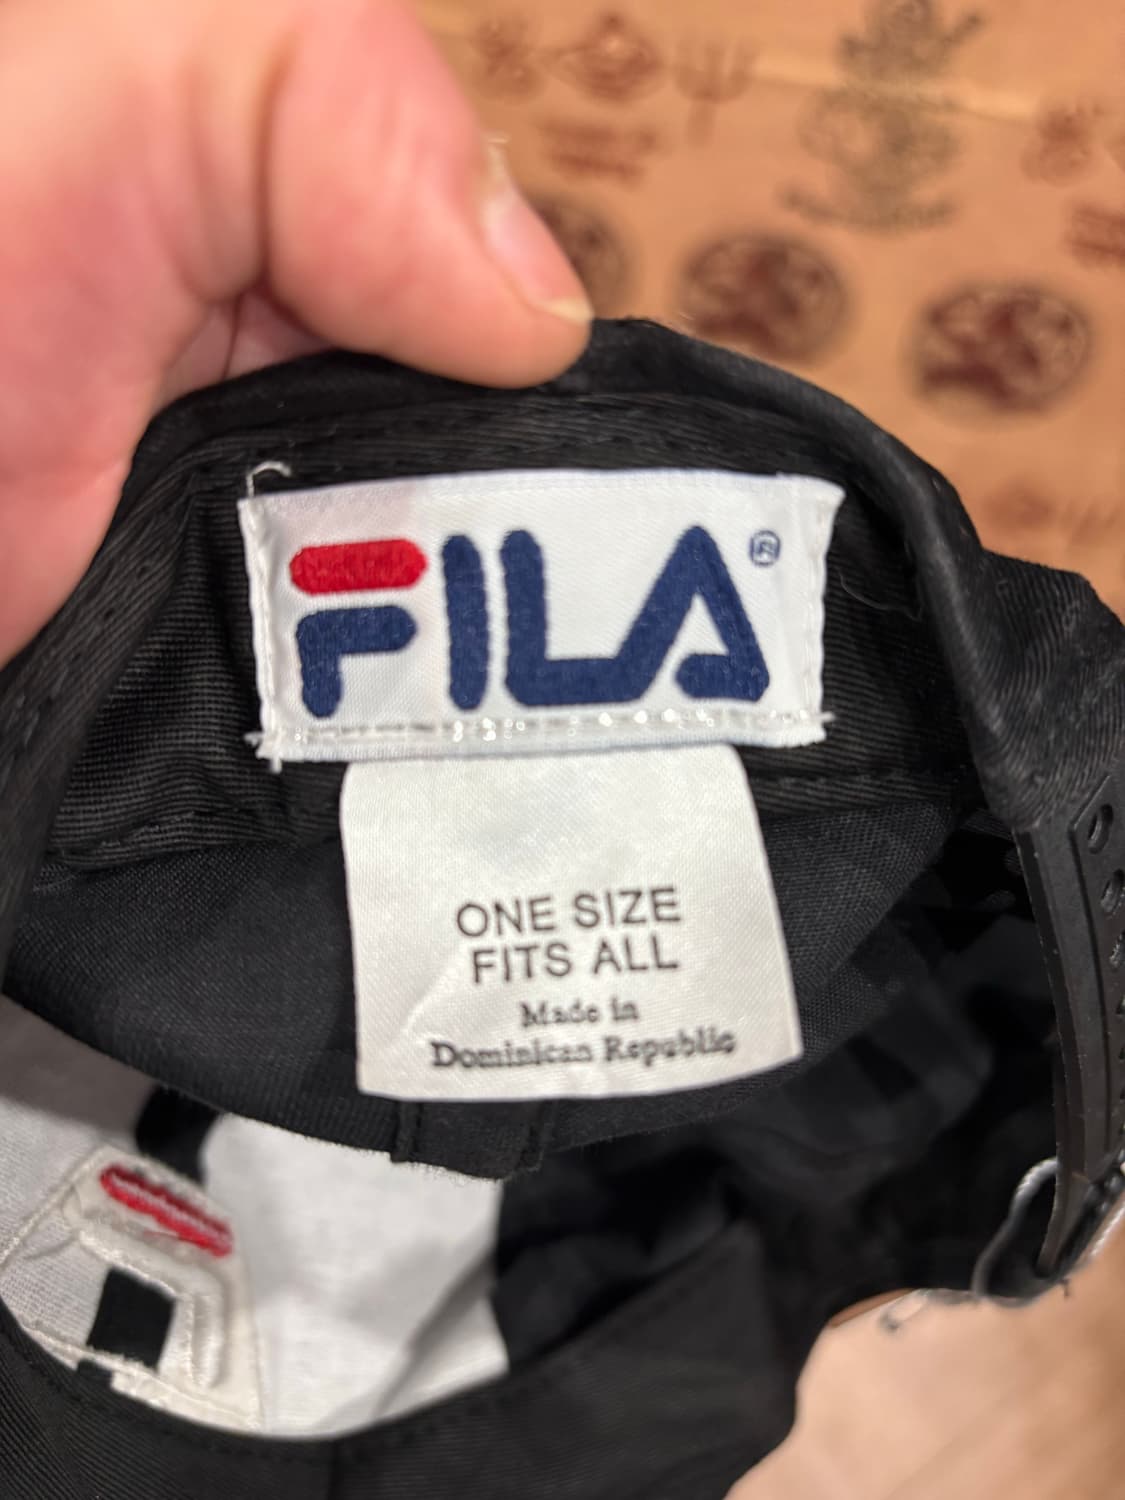 FILA®
ONE SIZE
FITS ALL
Made in
Dominican Republic